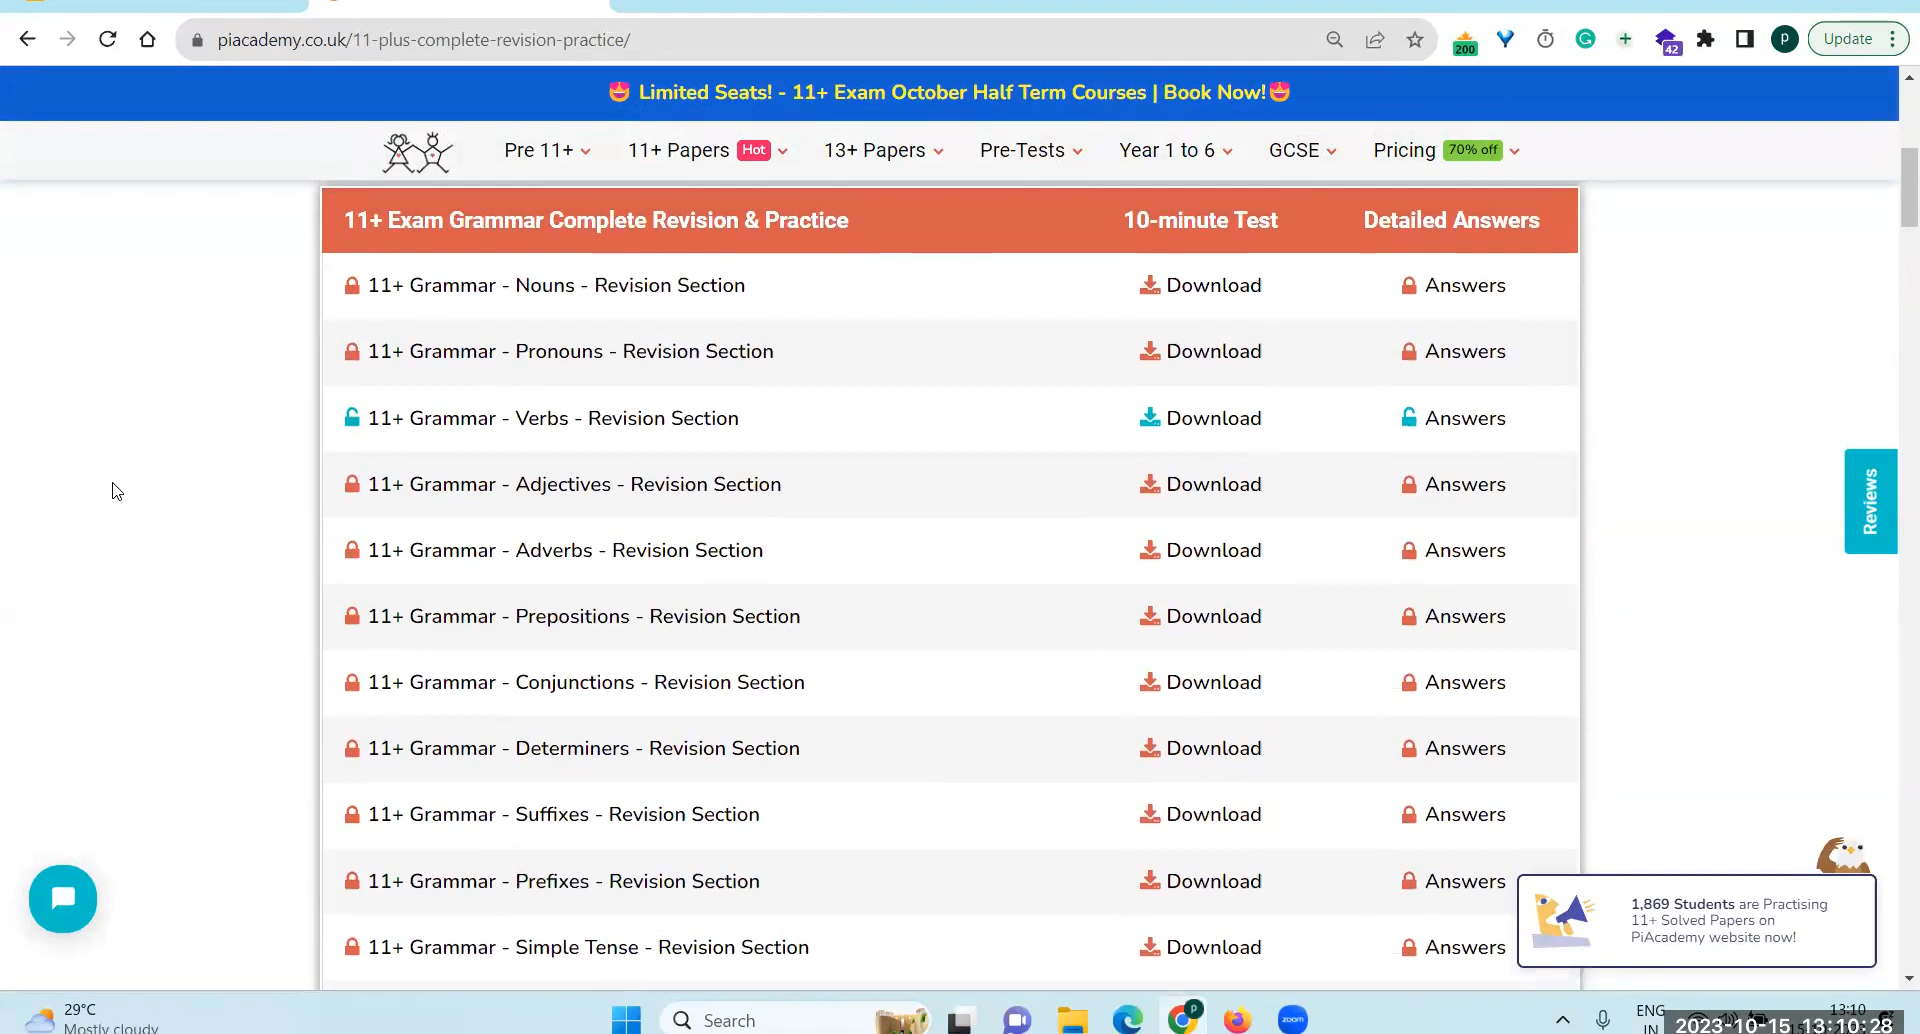 piacademy.co.uk/11-plus-complete-revision-practice/
200
42
P
Update
Limited Seats! - 11+ Exam October Half Term Courses | Book Now!
Pre 11+
11+ Papers Hot
13+ Papers
Pre-Tests
Year 1 to 6
GCSE
Pricing 70% off
11+ Exam Grammar Complete Revision & Practice 10-minute Test Detailed Answers
11+ Grammar - Nouns - Revision Section Download Answers
11+ Grammar - Pronouns - Revision Section Download Answers
11+ Grammar - Verbs - Revision Section Download Answers
11+ Grammar - Adjectives - Revision Section Download Answers
11+ Grammar - Adverbs - Revision Section Download Answers
11+ Grammar - Prepositions - Revision Section Download Answers
11+ Grammar - Conjunctions - Revision Section Download Answers
11+ Grammar - Determiners - Revision Section Download Answers
11+ Grammar - Suffixes - Revision Section Download Answers
11+ Grammar - Prefixes - Revision Section Download Answers
11+ Grammar - Simple Tense - Revision Section Download Answers
Reviews
1,869 Students are Practising
11+ Solved Papers on
PiAcademy website now!
29°C
Mostly cloudy
Search
P
zoom
ENG
IN
13:10
2023-10-15 13:10:28